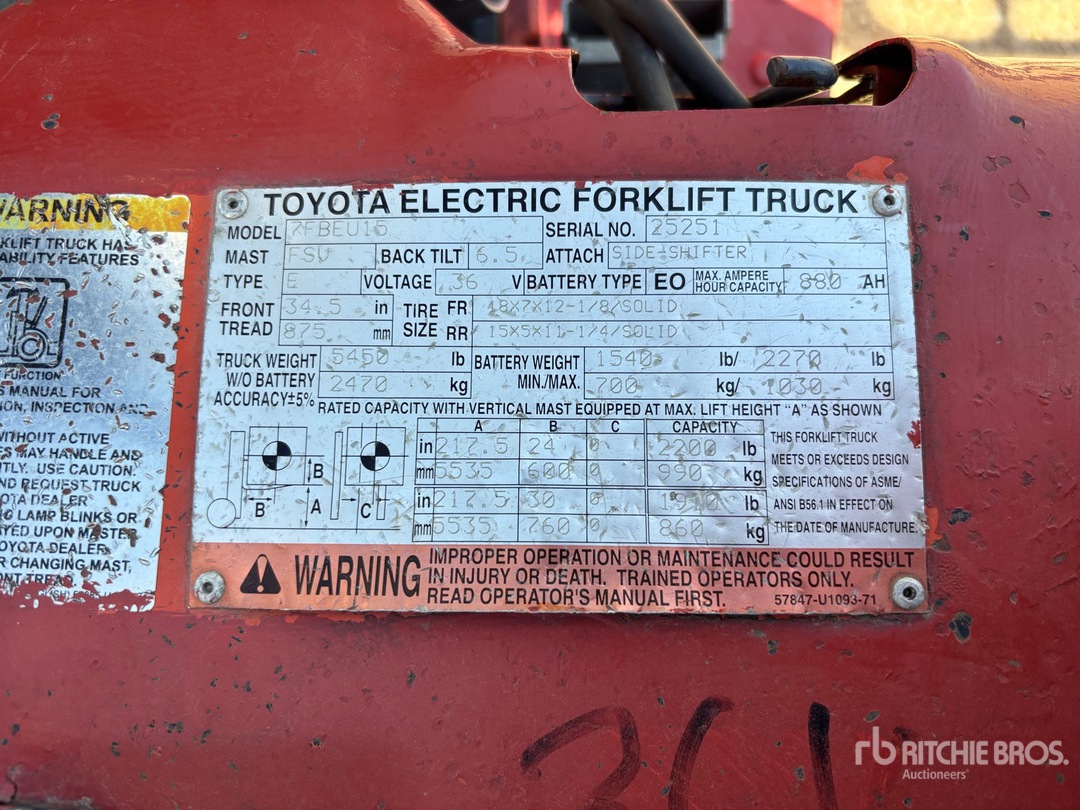 WARNING
KLIFT TRUCK HAS
ABILITY FEATURES
FUNCTION
S MANUAL FOR
ION, INSPECTION AND
WITHOUT ACTIVE
ES MAY HANDLE AND
NTLY. USE CAUTION.
ND REQUEST TRUCK
OTA DEALER
G LAMP BLINKS OR
AYED UPON MASTER
OYOTA DEALER.
R CHANGING MAST,
TOYOTA ELECTRIC FORKLIFT TRUCK
MODEL 7FBEU15 SERIAL NO. 25251
MAST FSV BACK TILT 6.5 ATTACH SIDE-SHIFTER
TYPE E VOLTAGE 36 V BATTERY TYPE EO MAX. AMPERE HOUR CAPACITY 880 AH
FRONT TREAD 34.5 in TIRE SIZE FR 18X7X12-1/8/SOLID
875 mm RR 15X5X11-1/4/SOLID
TRUCK WEIGHT 5450 lb BATTERY WEIGHT 1540 lb/ 2270 lb
W/O BATTERY 2470 kg MIN./MAX. 700 kg/ 1030 kg
ACCURACY±5%
RATED CAPACITY WITH VERTICAL MAST EQUIPPED AT MAX. LIFT HEIGHT "A" AS SHOWN
A B C CAPACITY
in 217.5 24 0 2200 lb
mm 5535 600 0 990 kg
in 217.5 30 0 1910 lb
mm 5535 760 0 860 kg
B
B A C
THIS FORKLIFT TRUCK
MEETS OR EXCEEDS DESIGN
SPECIFICATIONS OF ASME/
ANSI B56.1 IN EFFECT ON
THE DATE OF MANUFACTURE.
WARNING
IMPROPER OPERATION OR MAINTENANCE COULD RESULT
IN INJURY OR DEATH. TRAINED OPERATORS ONLY.
READ OPERATOR'S MANUAL FIRST. 57847-U1093-71
rb RITCHIE BROS.
Auctioneers